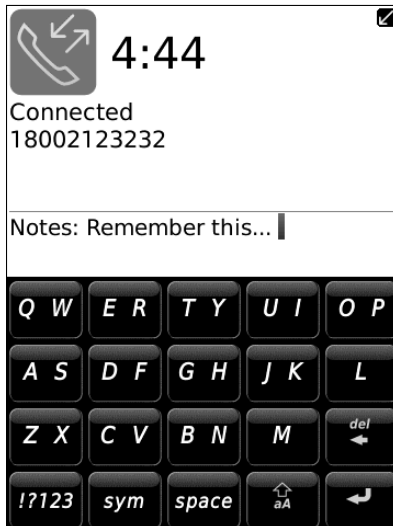 4:44
Connected
18002123232
Notes: Remember this...
Q W E R T Y U I O P
A S D F G H J K L
Z X C V B N M del
!?123 sym space aA